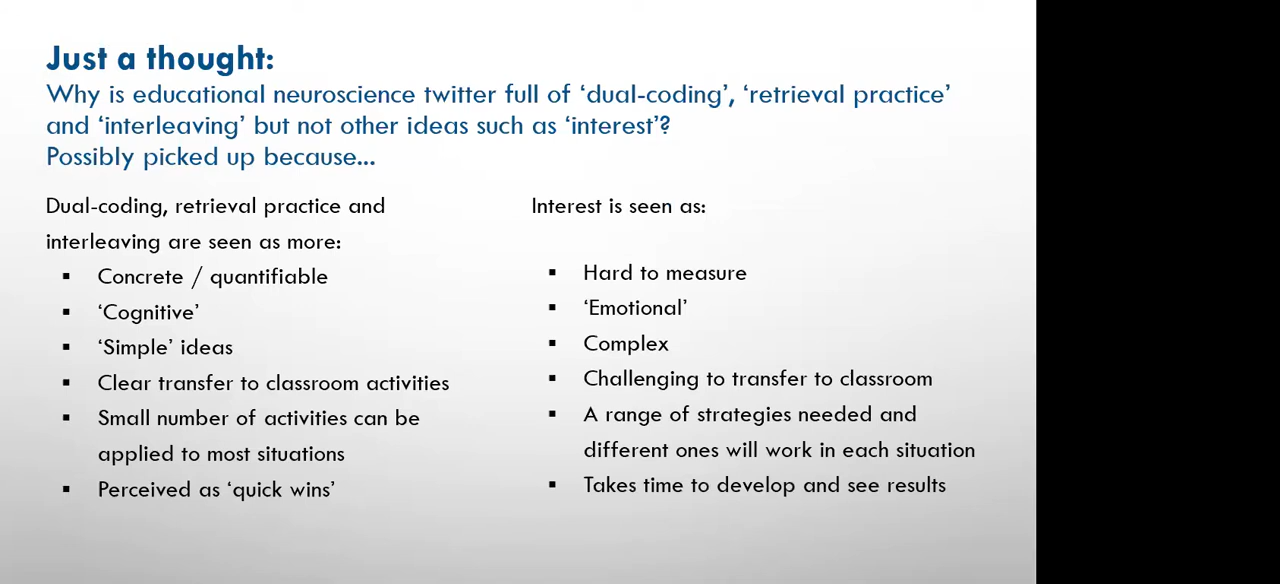 Just a thought:
Why is educational neuroscience twitter full of ‘dual-coding’, ‘retrieval practice’
and ‘interleaving’ but not other ideas such as ‘interest’?
Possibly picked up because...
Dual-coding, retrieval practice and
interleaving are seen as more:
▪ Concrete / quantifiable
▪ ‘Cognitive’
▪ ‘Simple’ ideas
▪ Clear transfer to classroom activities
▪ Small number of activities can be
applied to most situations
▪ Perceived as ‘quick wins’
Interest is seen as:
▪ Hard to measure
▪ ‘Emotional’
▪ Complex
▪ Challenging to transfer to classroom
▪ A range of strategies needed and
different ones will work in each situation
▪ Takes time to develop and see results